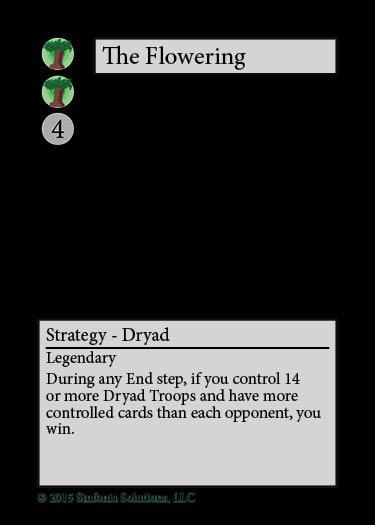 The Flowering
4
Strategy - Dryad
Legendary
During any End step, if you control 14
or more Dryad Troops and have more
controlled cards than each opponent, you
win.
© 2015 Sinfonia Solutions, LLC